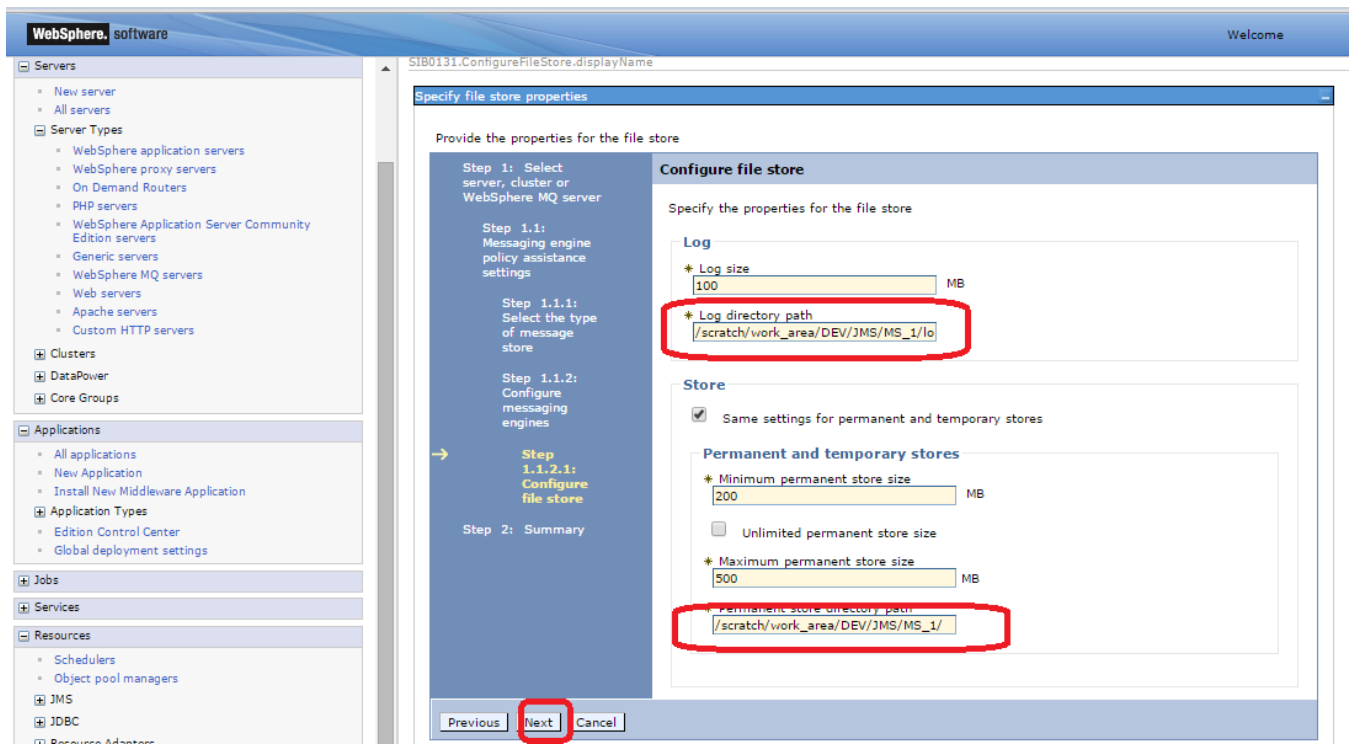 WebSphere. software
Welcome
Servers
New server
All servers
Server Types
WebSphere application servers
WebSphere proxy servers
On Demand Routers
PHP servers
WebSphere Application Server Community
Edition servers
Generic servers
WebSphere MQ servers
Web servers
Apache servers
Custom HTTP servers
Clusters
DataPower
Core Groups
Applications
All applications
New Application
Install New Middleware Application
Application Types
Edition Control Center
Global deployment settings
Jobs
Services
Resources
Schedulers
Object pool managers
JMS
JDBC
Resource Adapters
SIB0131.ConfigureFileStore.displayName
Specify file store properties
Provide the properties for the file store
Step 1: Select
server, cluster or
WebSphere MQ server
Step 1.1:
Messaging engine
policy assistance
settings
Step 1.1.1:
Select the type
of message
store
Step 1.1.2:
Configure
messaging
engines
Step
1.1.2.1:
Configure
file store
Step 2: Summary
Configure file store
Specify the properties for the file store
Log
* Log size
100 MB
* Log directory path
/scratch/work_area/DEV/JMS/MS_1/lo
Store
Same settings for permanent and temporary stores
Permanent and temporary stores
* Minimum permanent store size
200 MB
Unlimited permanent store size
* Maximum permanent store size
500 MB
* Permanent store directory path
/scratch/work_area/DEV/JMS/MS_1/
Previous Next Cancel